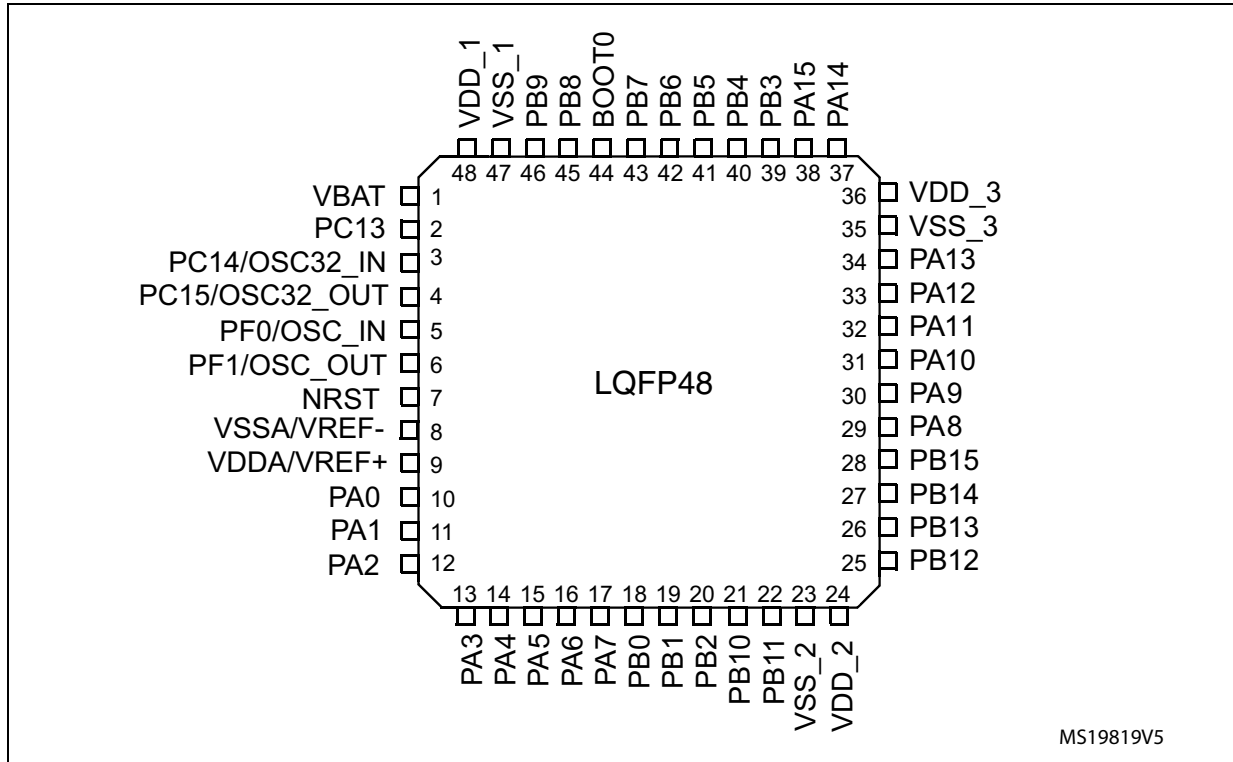 VDD_1
VSS_1
PB9
PB8
BOOT0
PB7
PB6
PB5
PB4
PB3
PA15
PA14
48 47 46 45 44 43 42 41 40 39 38 37
VBAT 1
PC13 2
PC14/OSC32_IN 3
PC15/OSC32_OUT 4
PF0/OSC_IN 5
PF1/OSC_OUT 6
NRST 7
VSSA/VREF- 8
VDDA/VREF+ 9
PA0 10
PA1 11
PA2 12
LQFP48
36 VDD_3
35 VSS_3
34 PA13
33 PA12
32 PA11
31 PA10
30 PA9
29 PA8
28 PB15
27 PB14
26 PB13
25 PB12
13 14 15 16 17 18 19 20 21 22 23 24
PA3
PA4
PA5
PA6
PA7
PB0
PB1
PB2
PB10
PB11
VSS_2
VDD_2
MS19819V5